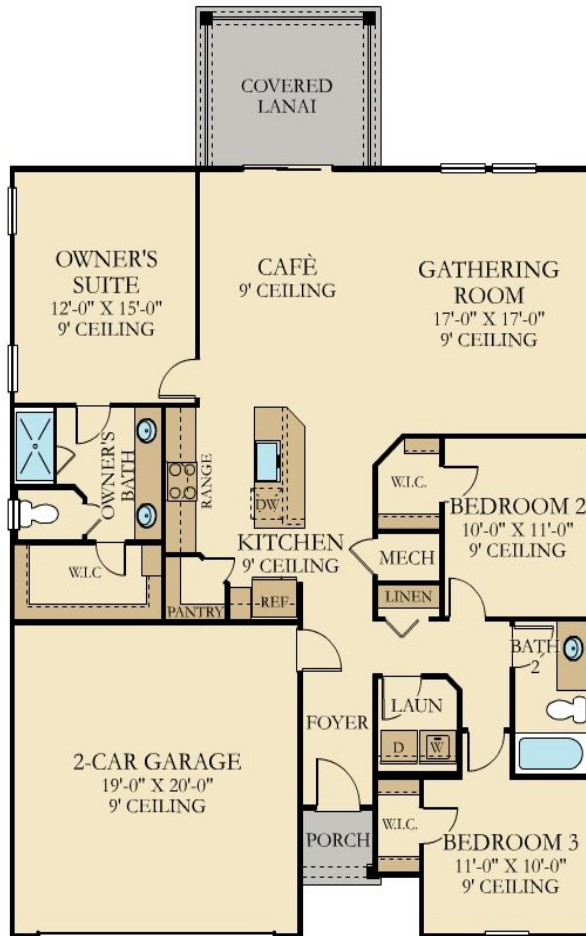 COVERED
LANAI
OWNER'S
SUITE
12'-0" X 15'-0"
9' CEILING
CAFÈ
9' CEILING
GATHERING
ROOM
17'-0" X 17'-0"
9' CEILING
OWNER'S
BATH
RANGE
DW
W.I.C.
BEDROOM 2
10'-0" X 11'-0"
9' CEILING
KITCHEN
9' CEILING
MECH
W.I.C
PANTRY
REF
LINEN
BATH
2
LAUN
D
W
FOYER
2-CAR GARAGE
19'-0" X 20'-0"
9' CEILING
PORCH
W.I.C.
BEDROOM 3
11'-0" X 10'-0"
9' CEILING